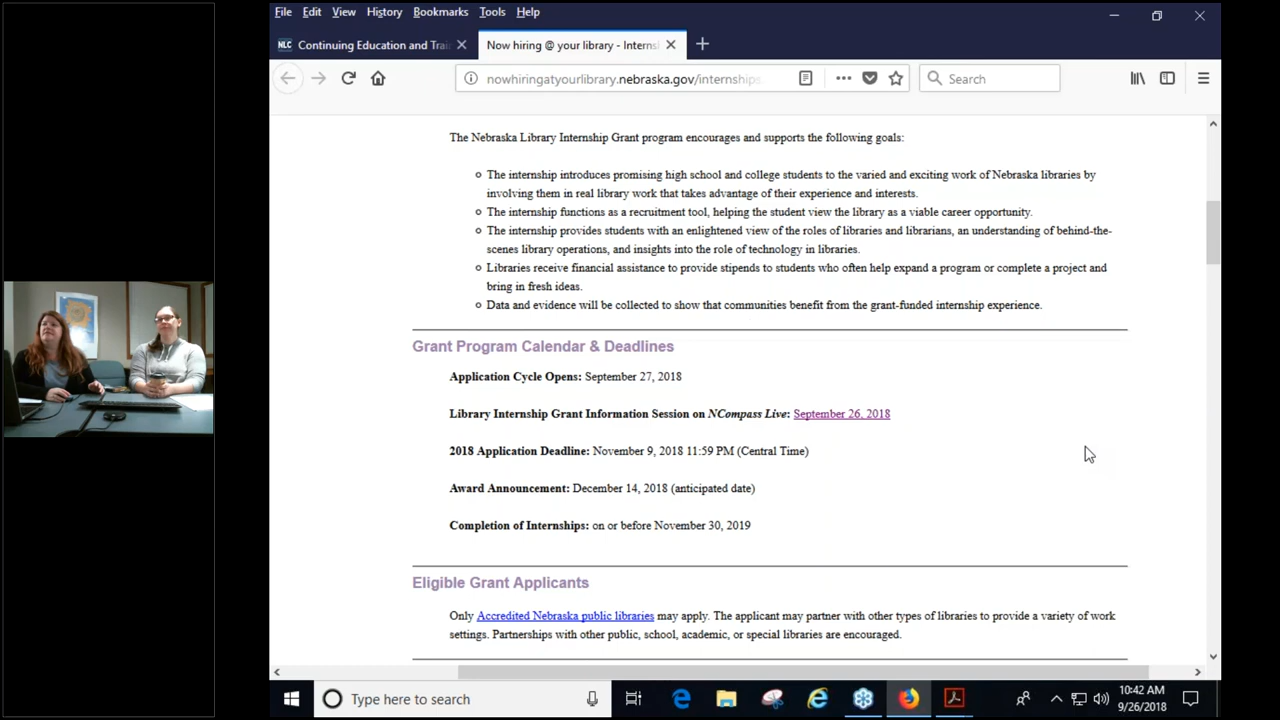 File Edit View History Bookmarks Tools Help
NLC Continuing Education and Trai
Now hiring @ your library - Interns
nowhiringatyourlibrary.nebraska.gov/internships
Search
The Nebraska Library Internship Grant program encourages and supports the following goals:
The internship introduces promising high school and college students to the varied and exciting work of Nebraska libraries by
involving them in real library work that takes advantage of their experience and interests.
The internship functions as a recruitment tool, helping the student view the library as a viable career opportunity.
The internship provides students with an enlightened view of the roles of libraries and librarians, an understanding of behind-the-
scenes library operations, and insights into the role of technology in libraries.
Libraries receive financial assistance to provide stipends to students who often help expand a program or complete a project and
bring in fresh ideas.
Data and evidence will be collected to show that communities benefit from the grant-funded internship experience.
Grant Program Calendar & Deadlines
Application Cycle Opens: September 27, 2018
Library Internship Grant Information Session on NCompass Live: September 26, 2018
2018 Application Deadline: November 9, 2018 11:59 PM (Central Time)
Award Announcement: December 14, 2018 (anticipated date)
Completion of Internships: on or before November 30, 2019
Eligible Grant Applicants
Only Accredited Nebraska public libraries may apply. The applicant may partner with other types of libraries to provide a variety of work
settings. Partnerships with other public, school, academic, or special libraries are encouraged.
Type here to search
10:42 AM
9/26/2018